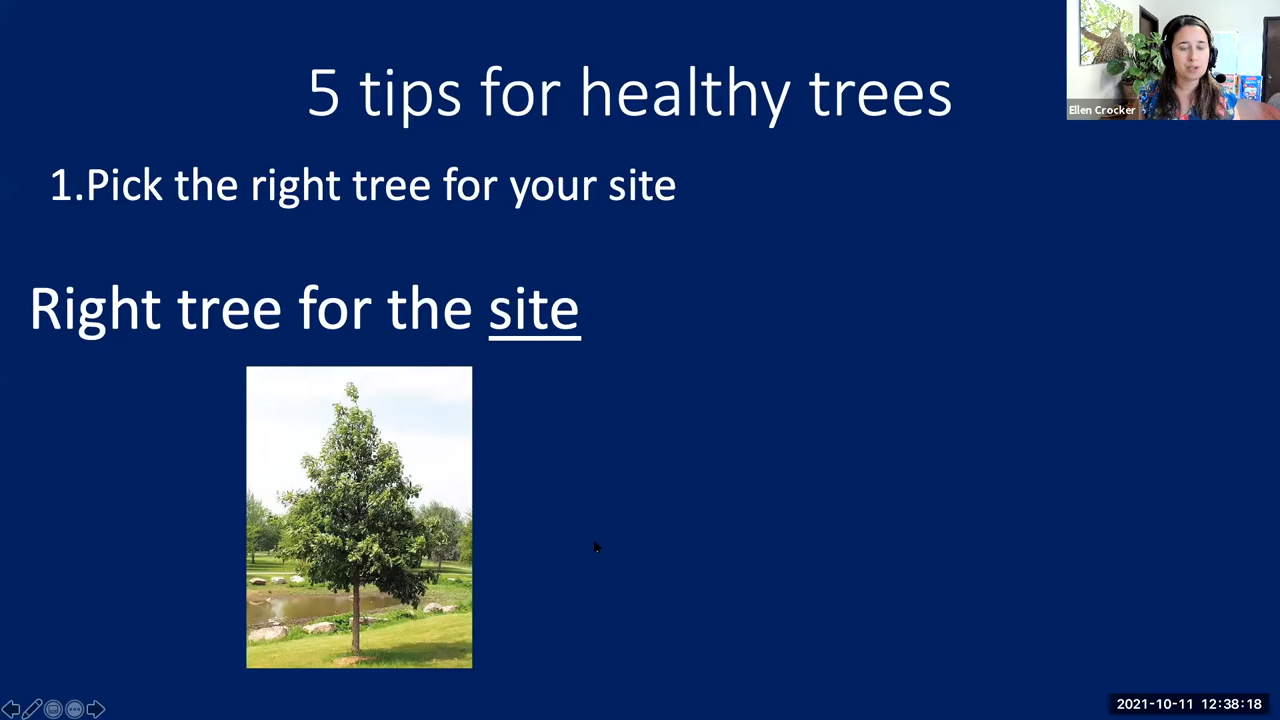 5 tips for healthy trees
Ellen Crocker
1.Pick the right tree for your site
Right tree for the site
2021-10-11 12:38:18